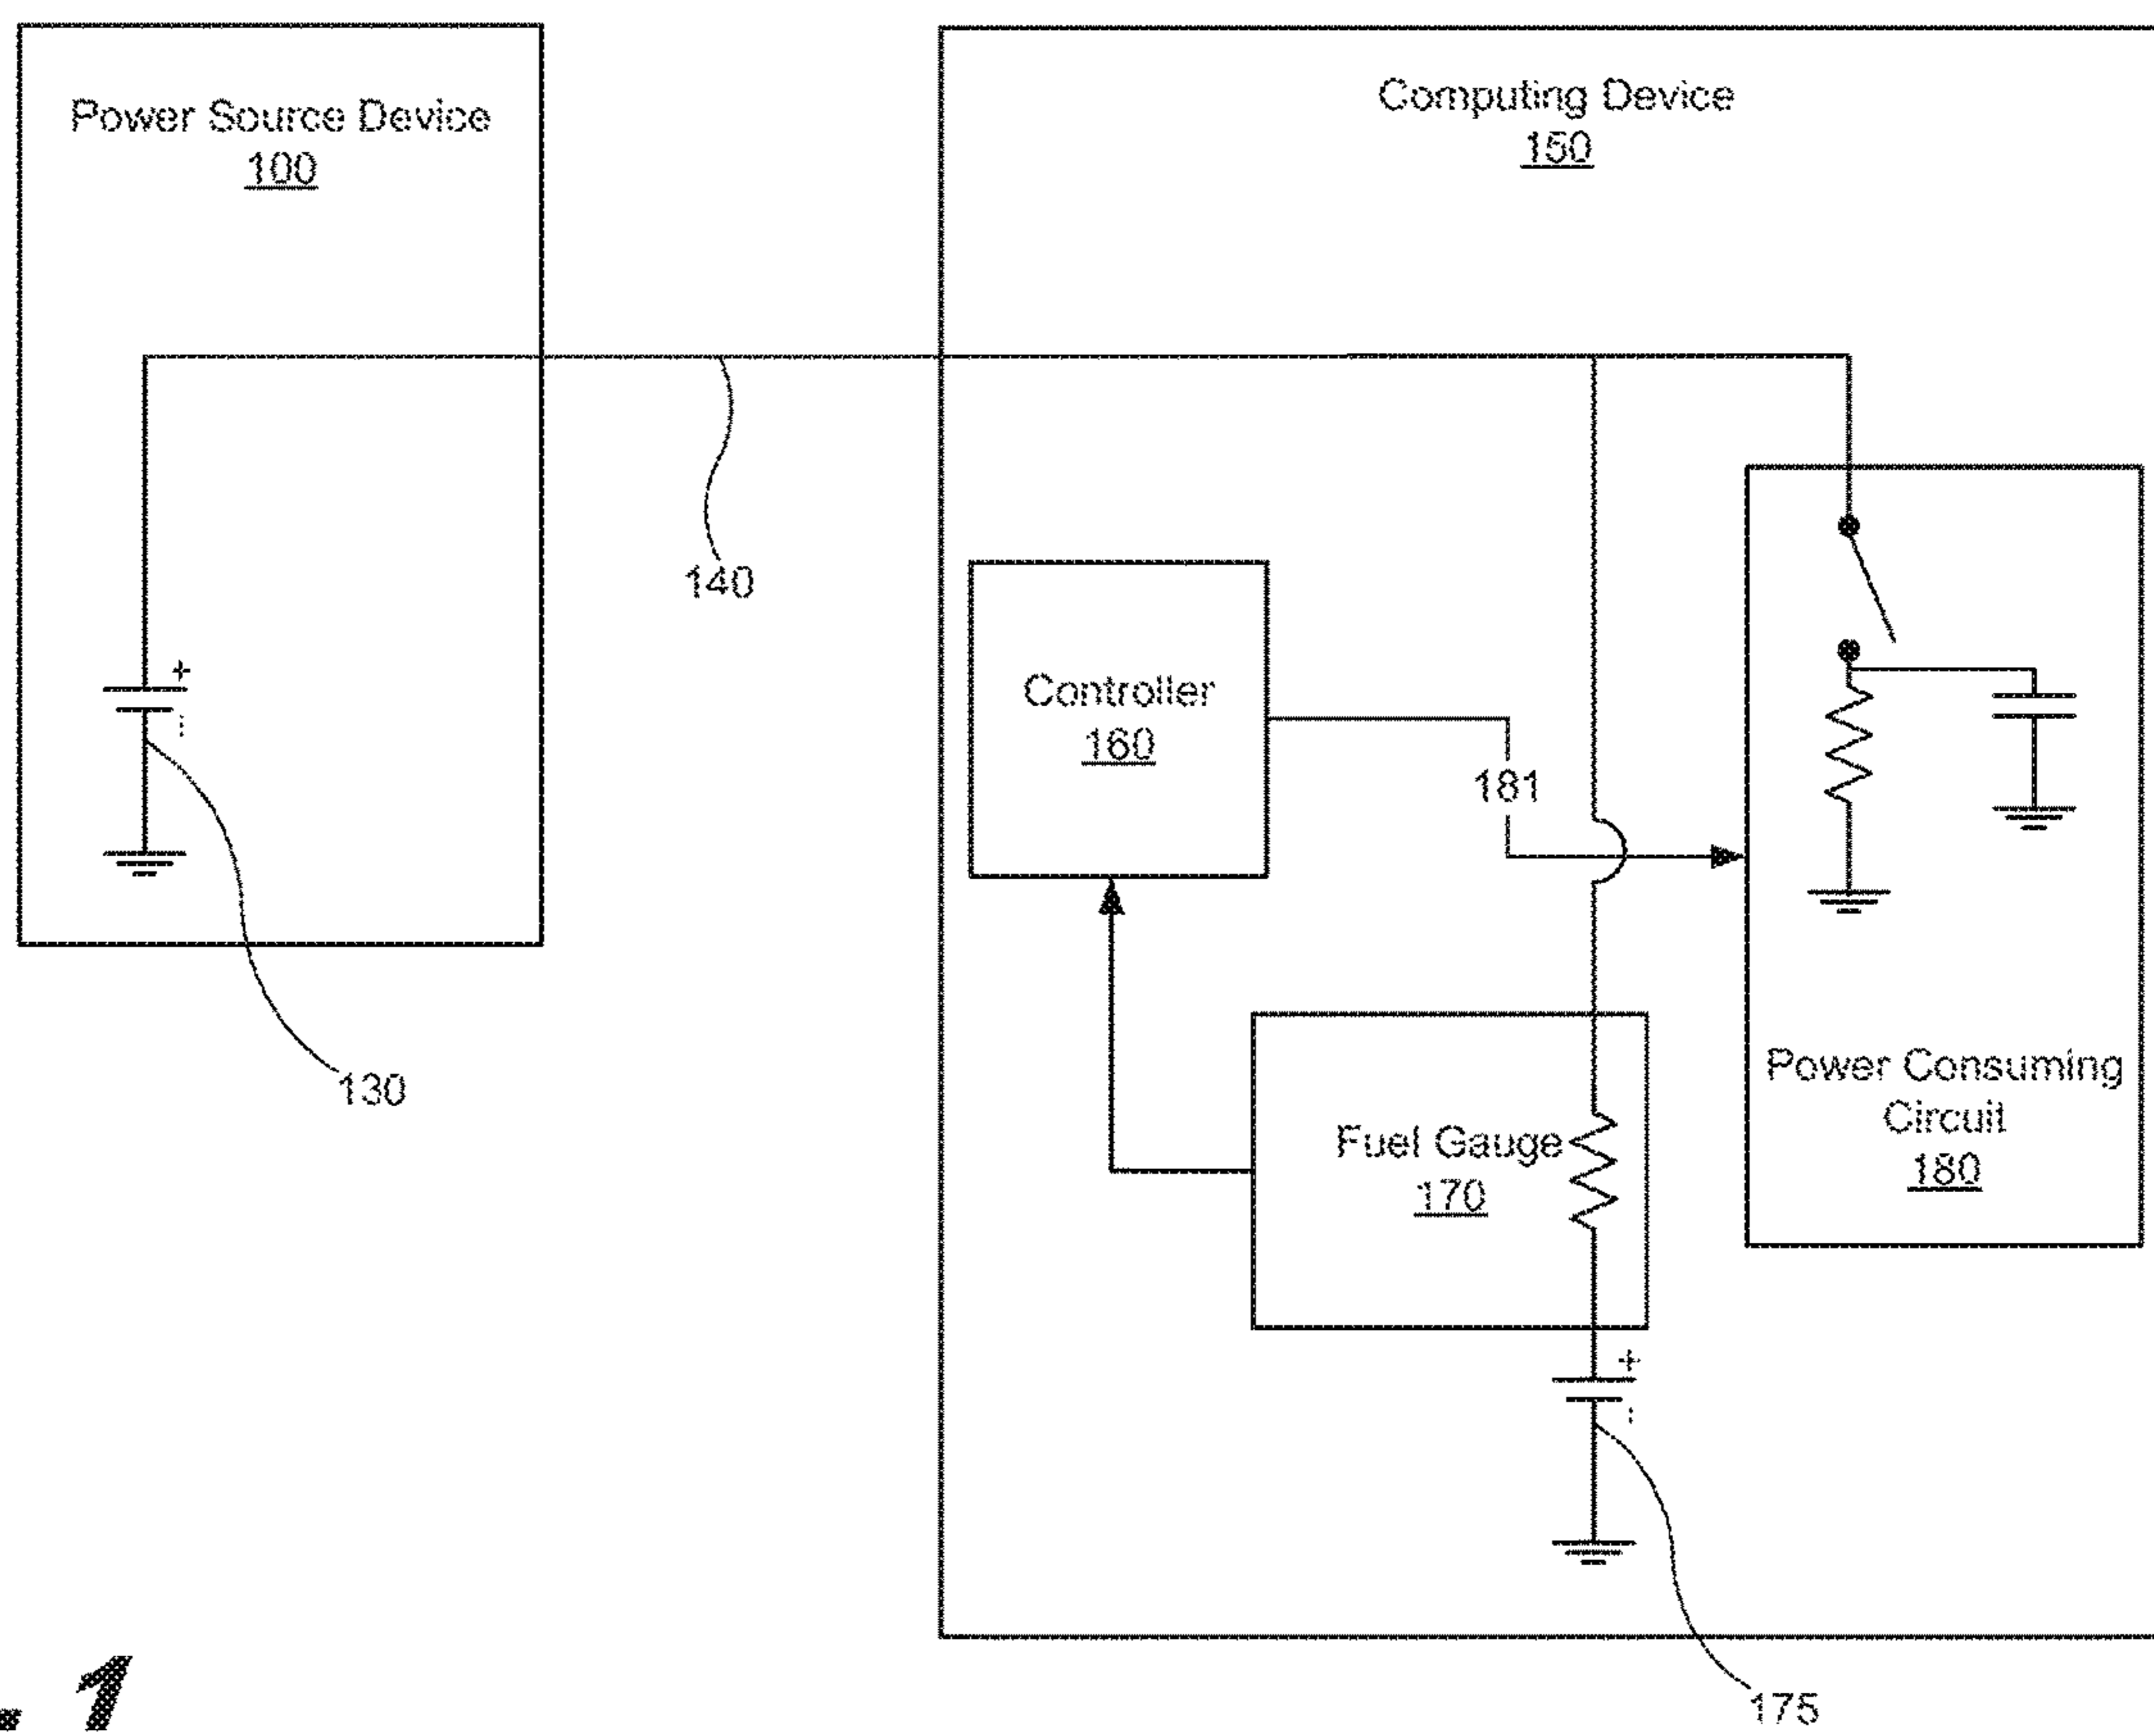 Power Source Device
100
Computing Device
150
140
Controller
160
181
+
-
130
Fuel Gauge
170
Power Consuming
Circuit
180
+
-
175
. 1